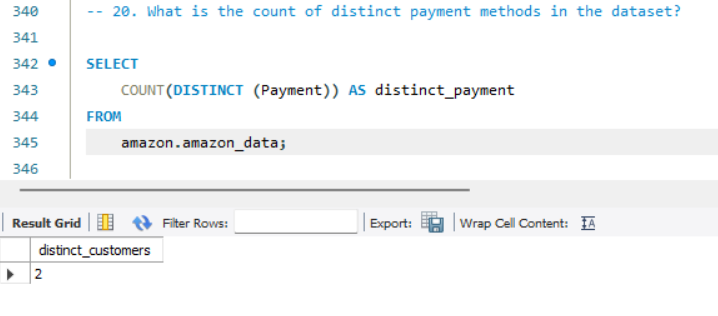 340 -- 20. What is the count of distinct payment methods in the dataset?
341
342 SELECT
343 COUNT(DISTINCT (Payment)) AS distinct_payment
344 FROM
345 amazon.amazon_data;
346
Result Grid Filter Rows: Export: Wrap Cell Content: IA
distinct_customers
2